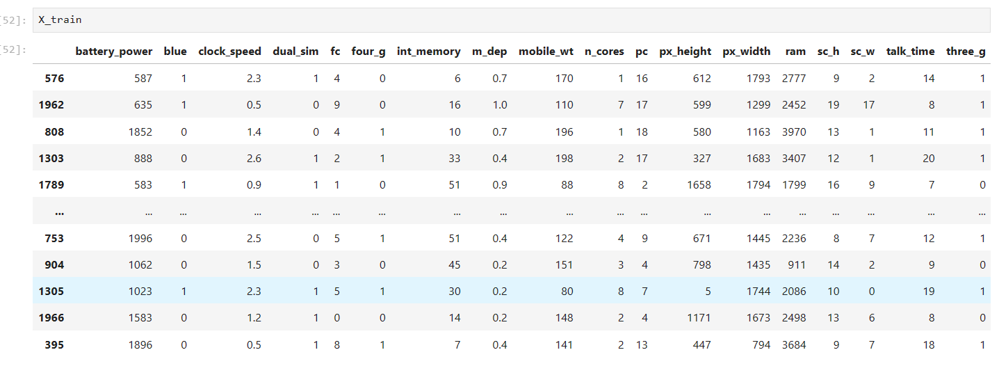 [52]: X_train
[52]:
battery_power blue clock_speed dual_sim fc four_g int_memory m_dep mobile_wt n_cores pc px_height px_width ram sc_h sc_w talk_time three_g
576 587 1 2.3 1 4 0 6 0.7 170 1 16 612 1793 2777 9 2 14 1
1962 635 1 0.5 0 9 0 16 1.0 110 7 17 599 1299 2452 19 17 8 1
808 1852 0 1.4 0 4 1 10 0.7 196 1 18 580 1163 3970 13 1 11 1
1303 888 0 2.6 1 2 1 33 0.4 198 2 17 327 1683 3407 12 1 20 1
1789 583 1 0.9 1 1 0 51 0.9 88 8 2 1658 1794 1799 16 9 7 0
... ... ... ... ... ... ... ... ... ... ... ... ... ... ... ... ... ... ...
753 1996 0 2.5 0 5 1 51 0.4 122 4 9 671 1445 2236 8 7 12 1
904 1062 0 1.5 0 3 0 45 0.2 151 3 4 798 1435 911 14 2 9 0
1305 1023 1 2.3 1 5 1 30 0.2 80 8 7 5 1744 2086 10 0 19 1
1966 1583 0 1.2 1 0 0 14 0.2 148 2 4 1171 1673 2498 13 6 8 0
395 1896 0 0.5 1 8 1 7 0.4 141 2 13 447 794 3684 9 7 18 1